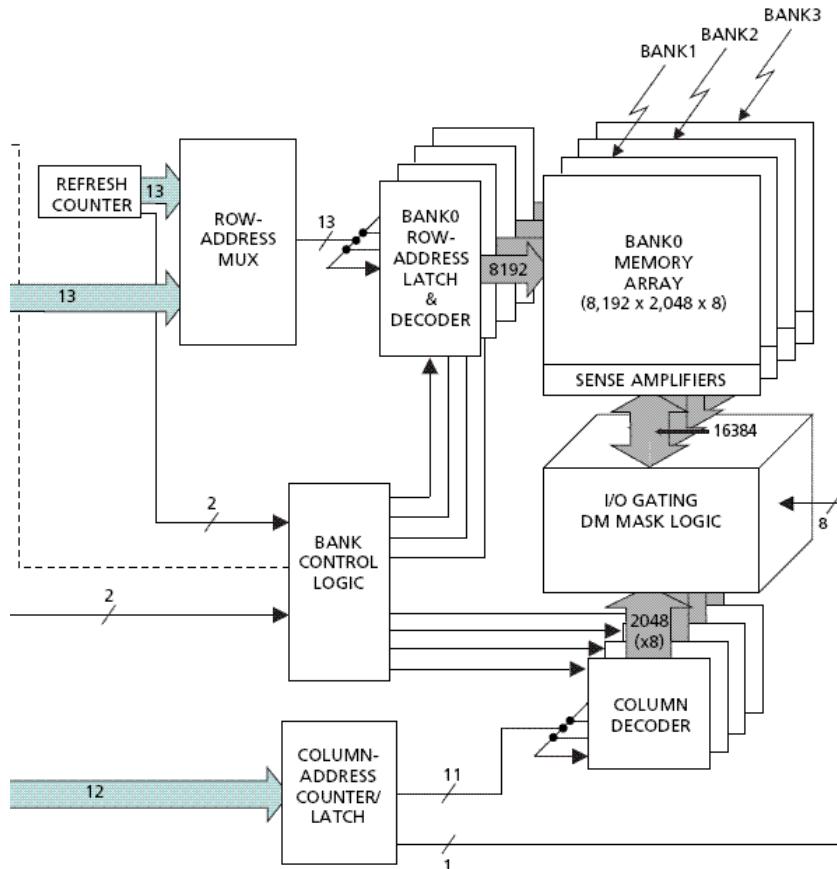 BANK3
BANK2
BANK1
REFRESH
COUNTER
13
ROW-
ADDRESS
MUX
13
13
BANK0
ROW-
ADDRESS
LATCH
&
DECODER
8192
BANK0
MEMORY
ARRAY
(8,192 x 2,048 x 8)
SENSE AMPLIFIERS
16384
I/O GATING
DM MASK LOGIC
8
2
BANK
CONTROL
LOGIC
2
2048
(x8)
COLUMN
DECODER
COLUMN-
ADDRESS
COUNTER/
LATCH
12
11
1